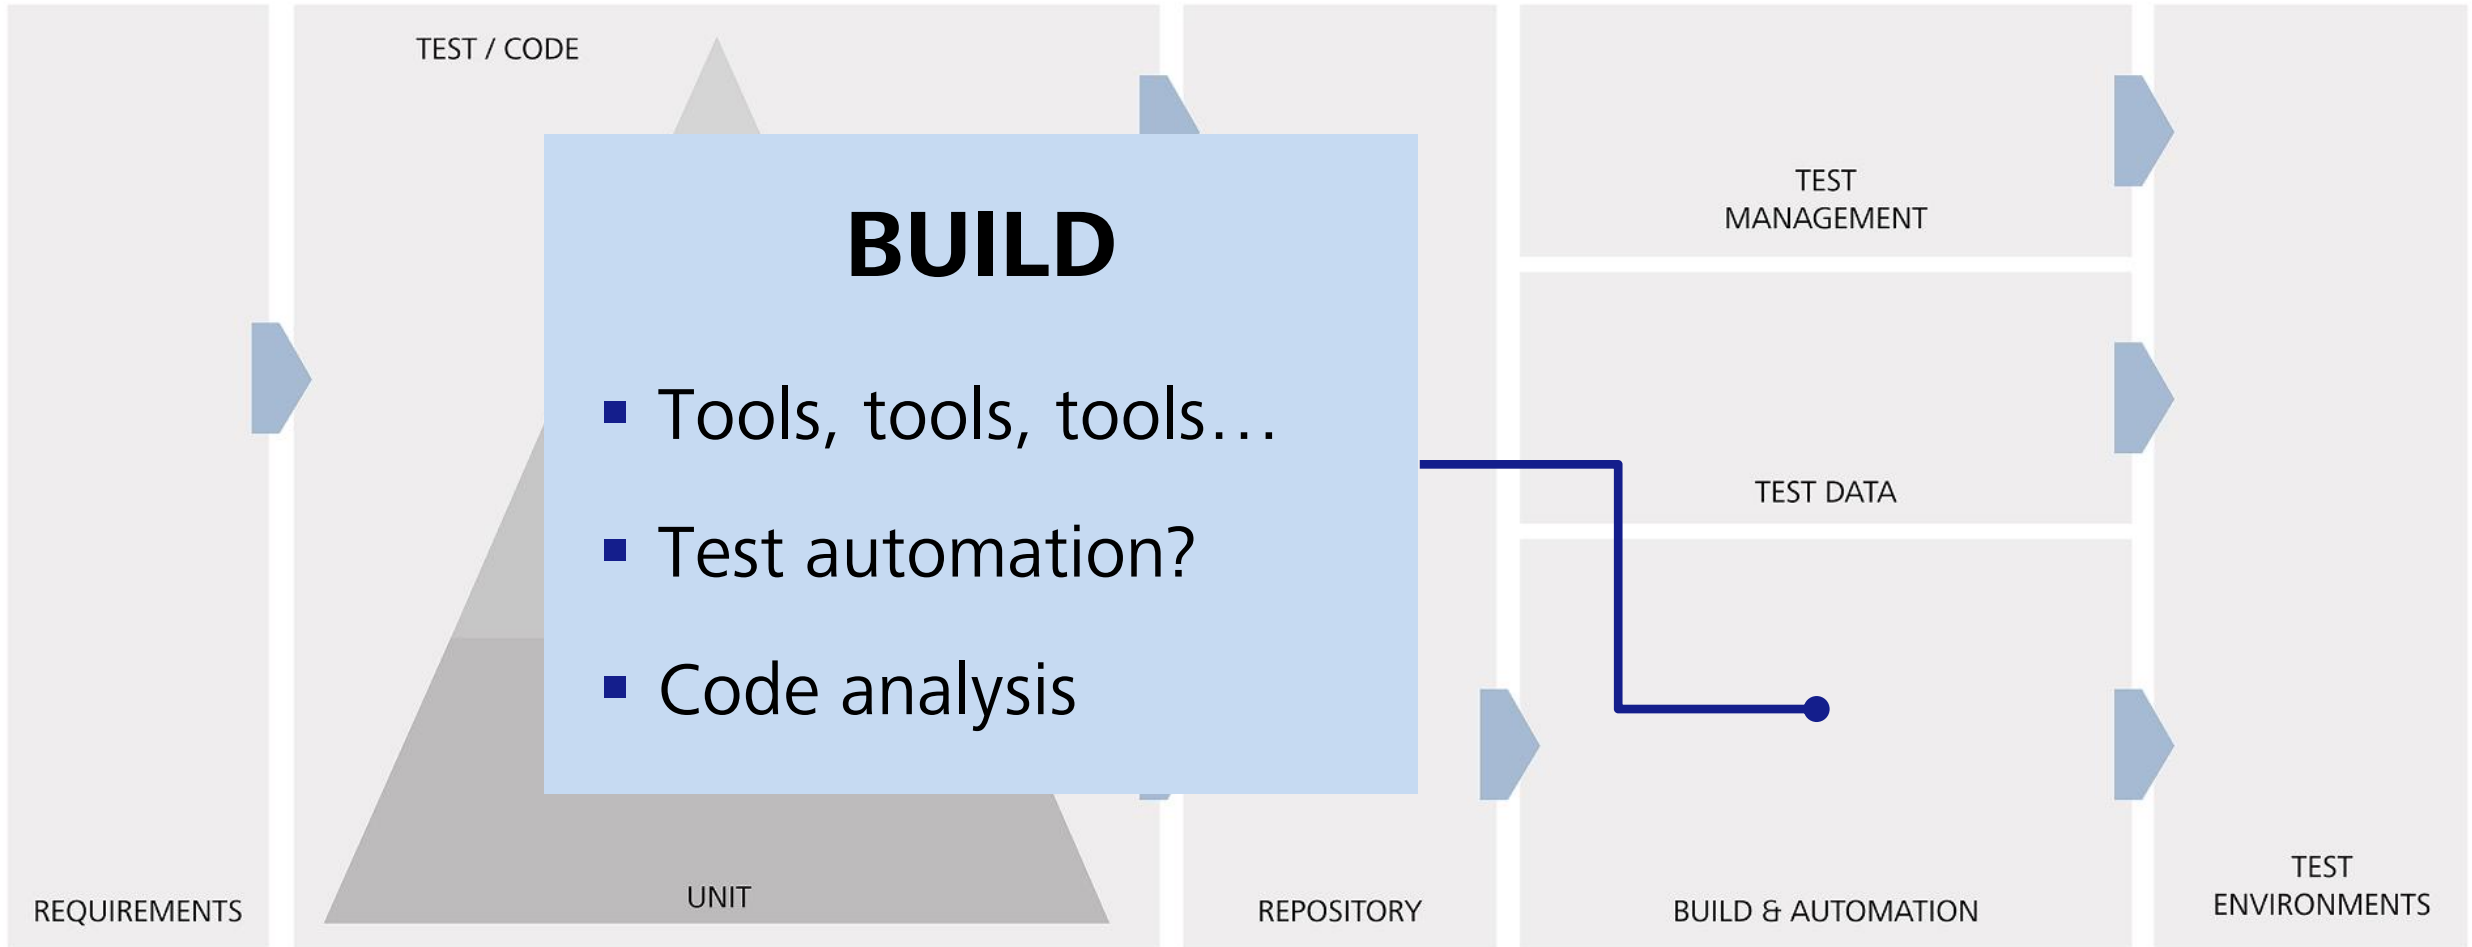 TEST / CODE
BUILD
▪ Tools, tools, tools…
▪ Test automation?
▪ Code analysis
TEST
MANAGEMENT
TEST DATA
UNIT
REQUIREMENTS
REPOSITORY
BUILD & AUTOMATION
TEST
ENVIRONMENTS